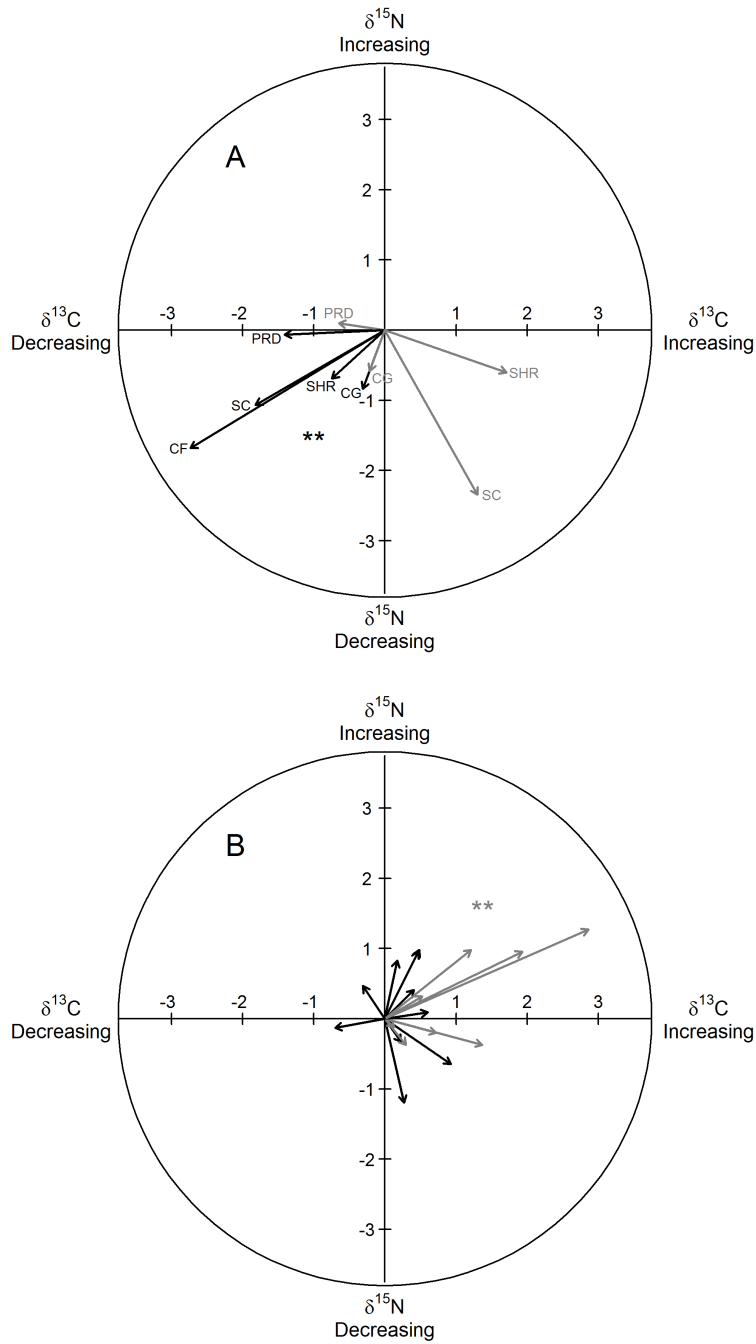 δ¹⁵N
Increasing
A
3
2
1
δ¹³C
Decreasing
-3 -2 -1 1 2 3
δ¹³C
Increasing
PRD
PRD
SHR
CG
SHR
CG
SC
-1
CF
**
-2
SC
-3
δ¹⁵N
Decreasing
δ¹⁵N
Increasing
B
3
2
**
1
δ¹³C
Decreasing
-3 -2 -1 1 2 3
δ¹³C
Increasing
-1
-2
-3
δ¹⁵N
Decreasing